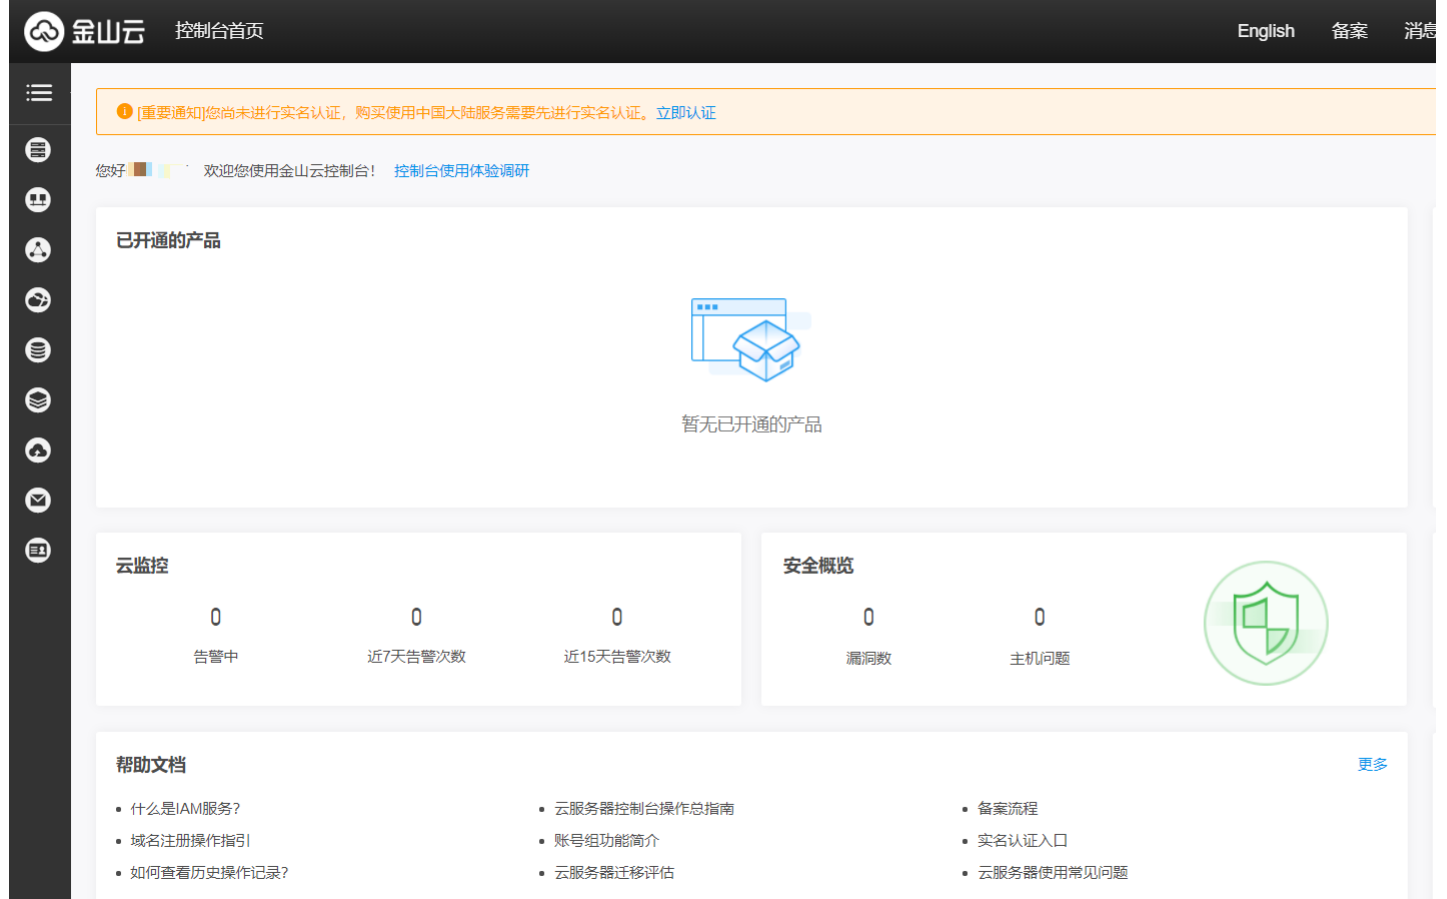 金山云 控制台首页 English 备案 消息
[重要通知]您尚未进行实名认证，购买使用中国大陆服务需要先进行实名认证。立即认证
您好 欢迎您使用金山云控制台！ 控制台使用体验调研
已开通的产品
暂无已开通的产品
云监控
0 0 0
告警中 近7天告警次数 近15天告警次数
安全概览
0 0
漏洞数 主机问题
帮助文档 更多
什么是IAM服务? 云服务器控制台操作总指南 备案流程
域名注册操作指引 账号组功能简介 实名认证入口
如何查看历史操作记录? 云服务器迁移评估 云服务器使用常见问题